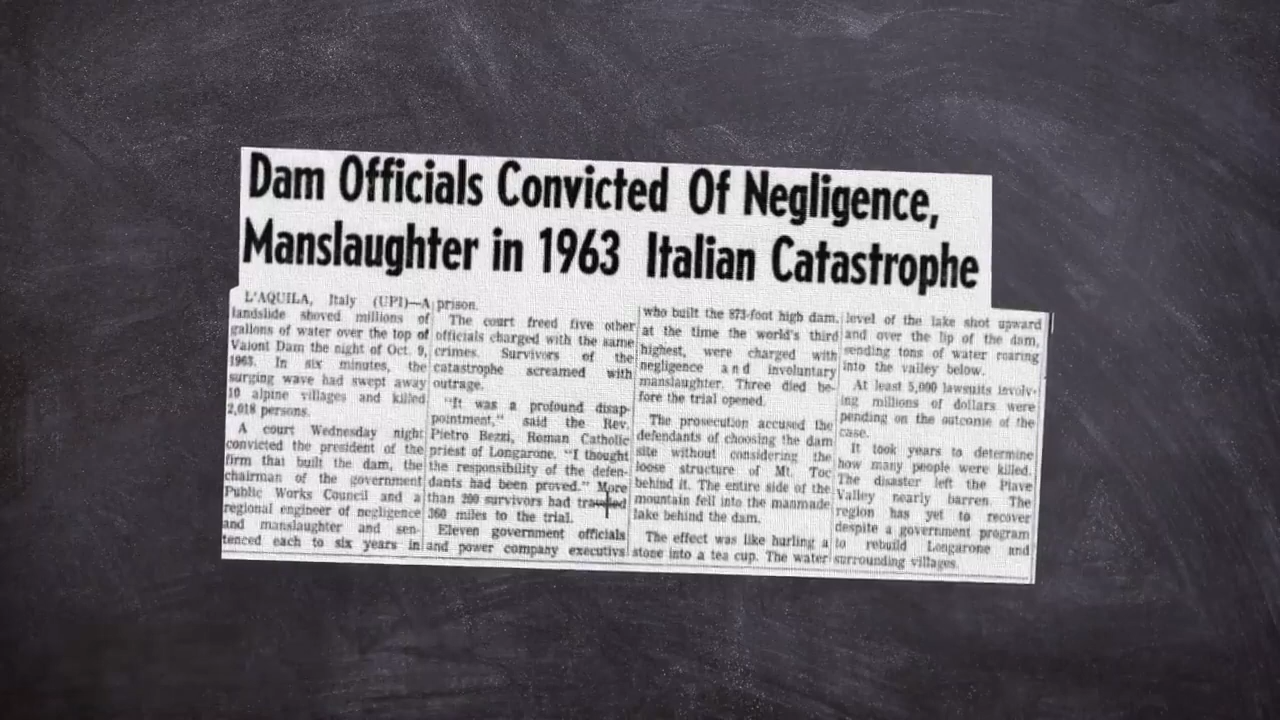 Dam Officials Convicted Of Negligence,
Manslaughter in 1963 Italian Catastrophe
L'AQUILA, Italy (UPI)—A
landslide shoved millions of
gallons of water over the top of
Vaiont Dam the night of Oct. 9,
1963. In six minutes, the
surging wave had swept away
10 alpine villages and killed
2,018 persons.
A court Wednesday night
convicted the president of the
firm that built the dam, the
chairman of the government
Public Works Council and a
regional engineer of negligence
and manslaughter and sen-
tenced each to six years in
prison.
The court freed five other
officials charged with the same
crimes. Survivors of the
catastrophe screamed with
outrage.
"It was a profound disap-
pointment," said the Rev.
Pietro Bezzi, Roman Catholic
priest of Longarone. "I thought
the responsibility of the defen-
dants had been proved." More
than 200 survivors had traveled
360 miles to the trial.
Eleven government officials
and power company executivs
who built the 873-foot high dam,
at the time the world's third
highest, were charged with
negligence and involuntary
manslaughter. Three died be-
fore the trial opened.
The prosecution accused the
defendants of choosing the dam
site without considering the
loose structure of Mt. Toc
behind it. The entire side of the
mountain fell into the manmade
lake behind the dam.
The effect was like hurling a
stone into a tea cup. The water
level of the lake shot upward
and over the lip of the dam,
sending tons of water roaring
into the valley below.
At least 5,000 lawsuits involv-
ing millions of dollars were
pending on the outcome of the
case.
It took years to determine
how many people were killed.
The disaster left the Piave
Valley nearly barren. The
region has yet to recover
despite a government program
to rebuild Longarone and
surrounding villages.